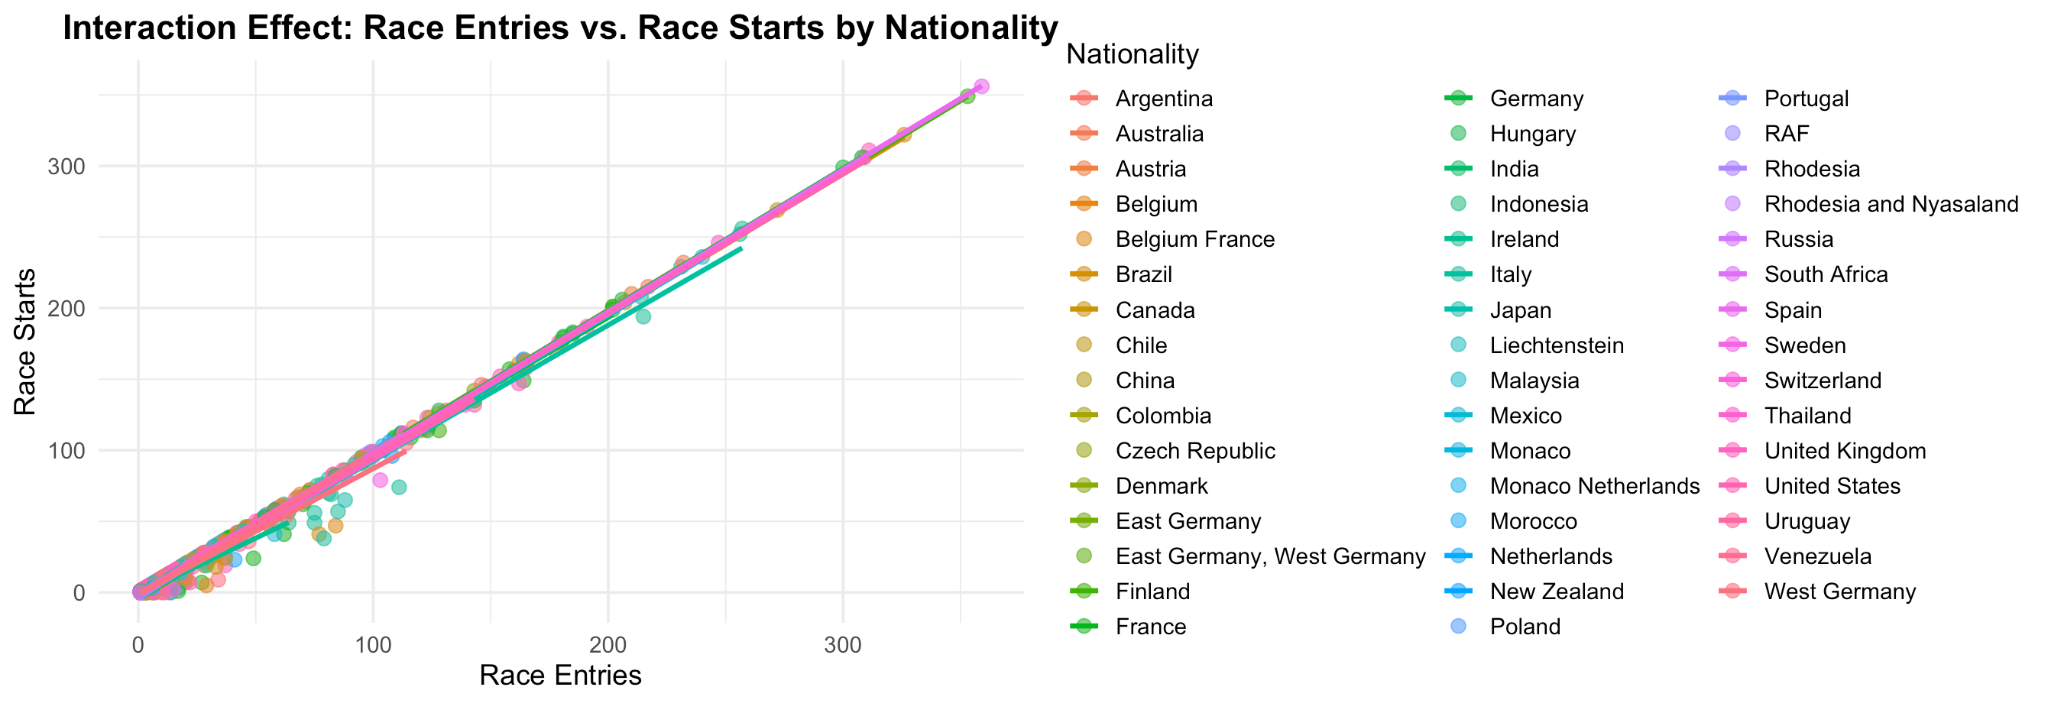 Interaction Effect: Race Entries vs. Race Starts by Nationality
Race Starts
300
200
100
0
0
100
200
300
Race Entries
Nationality
Argentina
Australia
Austria
Belgium
Belgium France
Brazil
Canada
Chile
China
Colombia
Czech Republic
Denmark
East Germany
East Germany, West Germany
Finland
France
Germany
Hungary
India
Indonesia
Ireland
Italy
Japan
Liechtenstein
Malaysia
Mexico
Monaco
Monaco Netherlands
Morocco
Netherlands
New Zealand
Poland
Portugal
RAF
Rhodesia
Rhodesia and Nyasaland
Russia
South Africa
Spain
Sweden
Switzerland
Thailand
United Kingdom
United States
Uruguay
Venezuela
West Germany